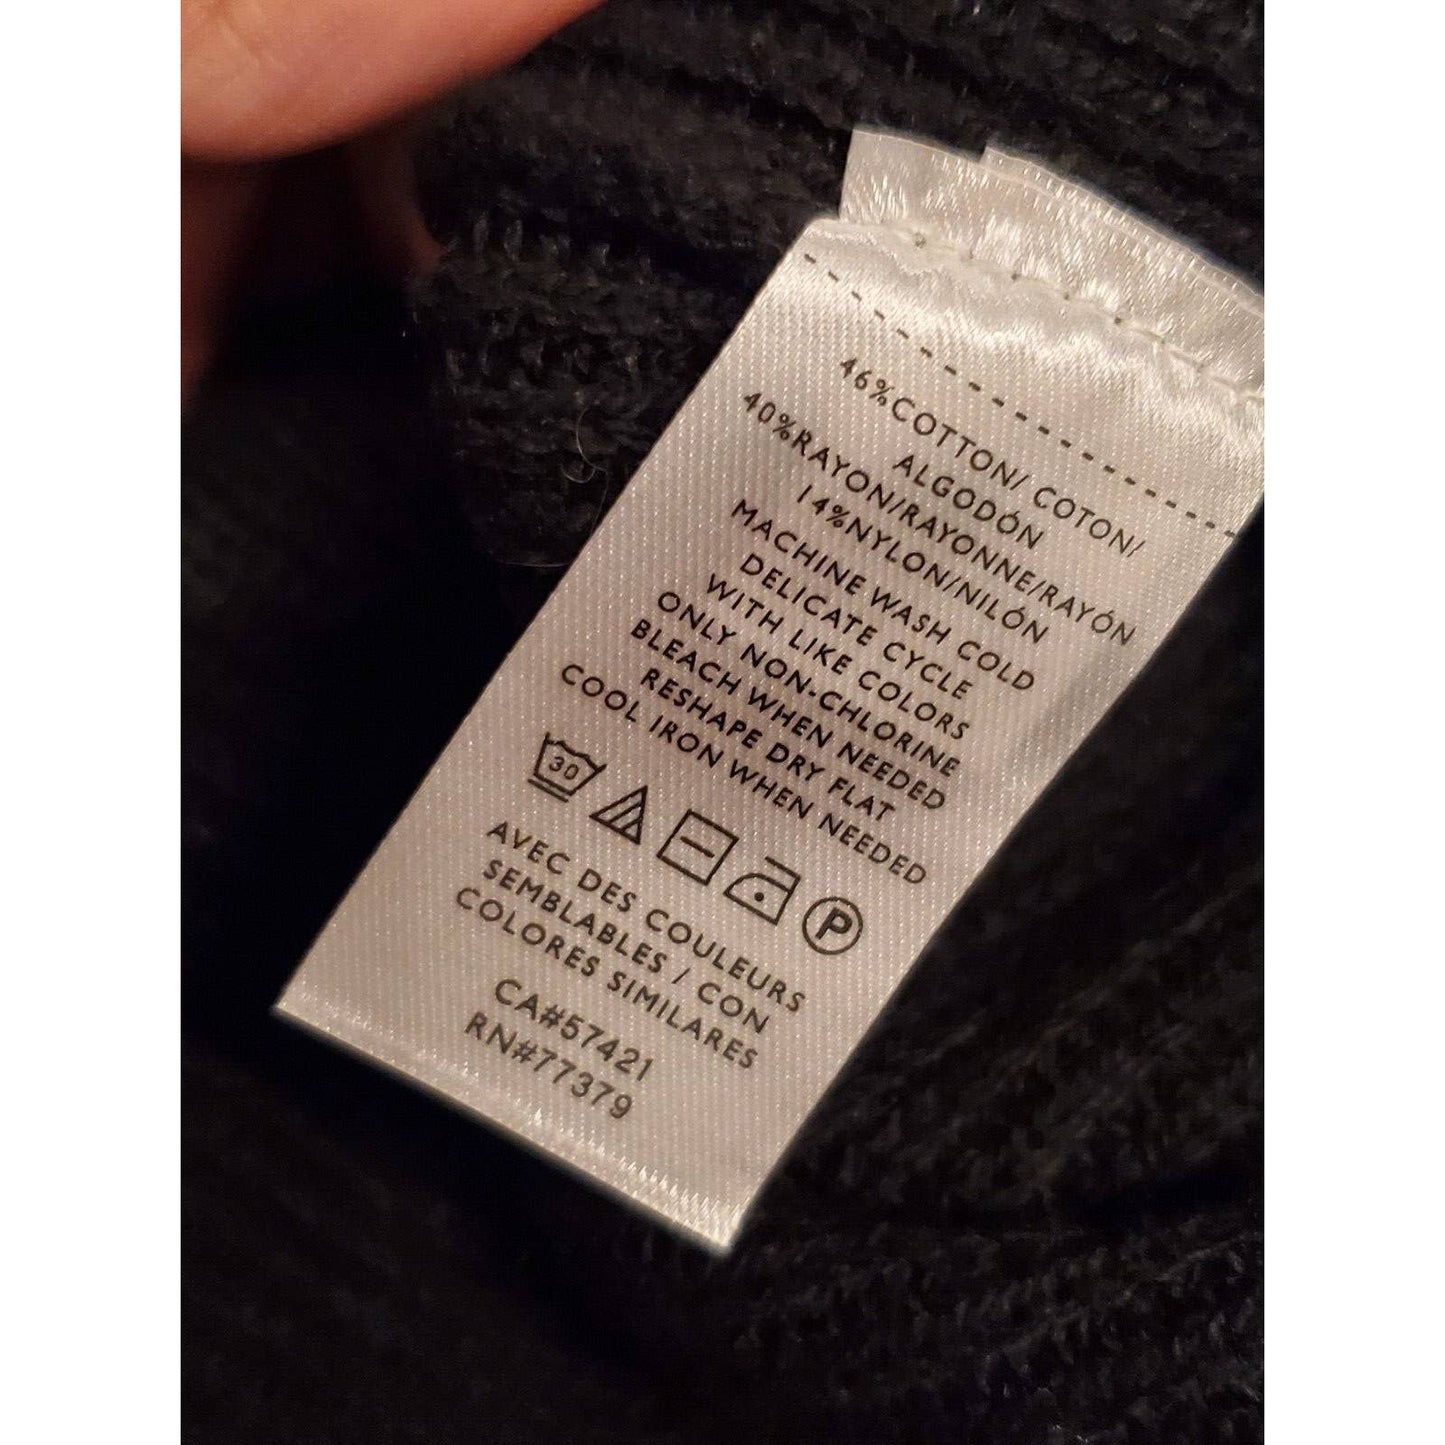 46%COTTON/ COTON/
ALGODÓN
40%RAYON/RAYONNE/RAYÓN
14%NYLON/NILÓN
MACHINE WASH COLD
DELICATE CYCLE
WITH LIKE COLORS
ONLY NON-CHLORINE
BLEACH WHEN NEEDED
RESHAPE DRY FLAT
COOL IRON WHEN NEEDED
30
P
AVEC DES COULEURS
SEMBLABLES / CON
COLORES SIMILARES
CA#57421
RN#77379